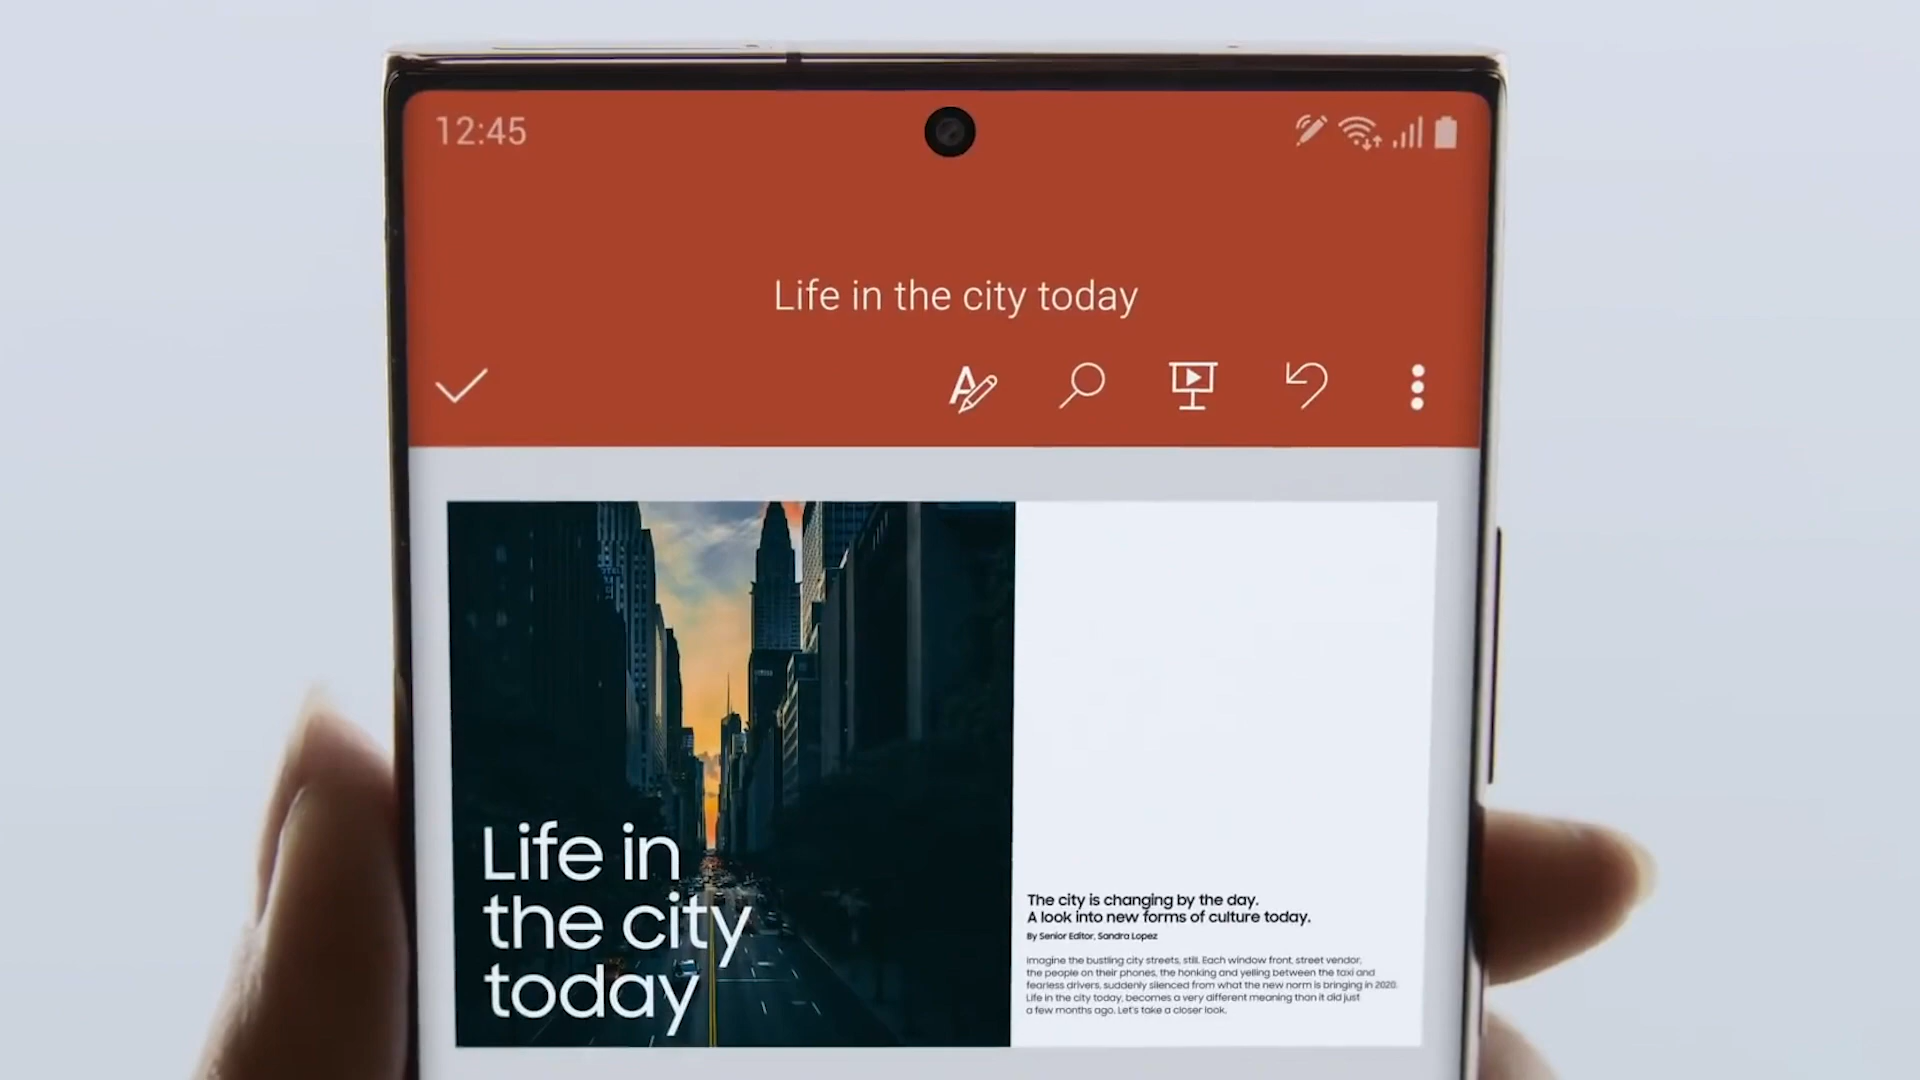 12:45
Life in the city today
Life in
the city
today
The city is changing by the day.
A look into new forms of culture today.
By Senior Editor, Sandra Lopez
Imagine the bustling city streets, still. Each window front, street vendor,
the people on their phones, the honking and yelling between the taxi and
fearless drivers, suddenly silenced from what the new norm is bringing in 2020.
Life in the city today, becomes a very different meaning than it did just
a few months ago. Let's take a closer look.